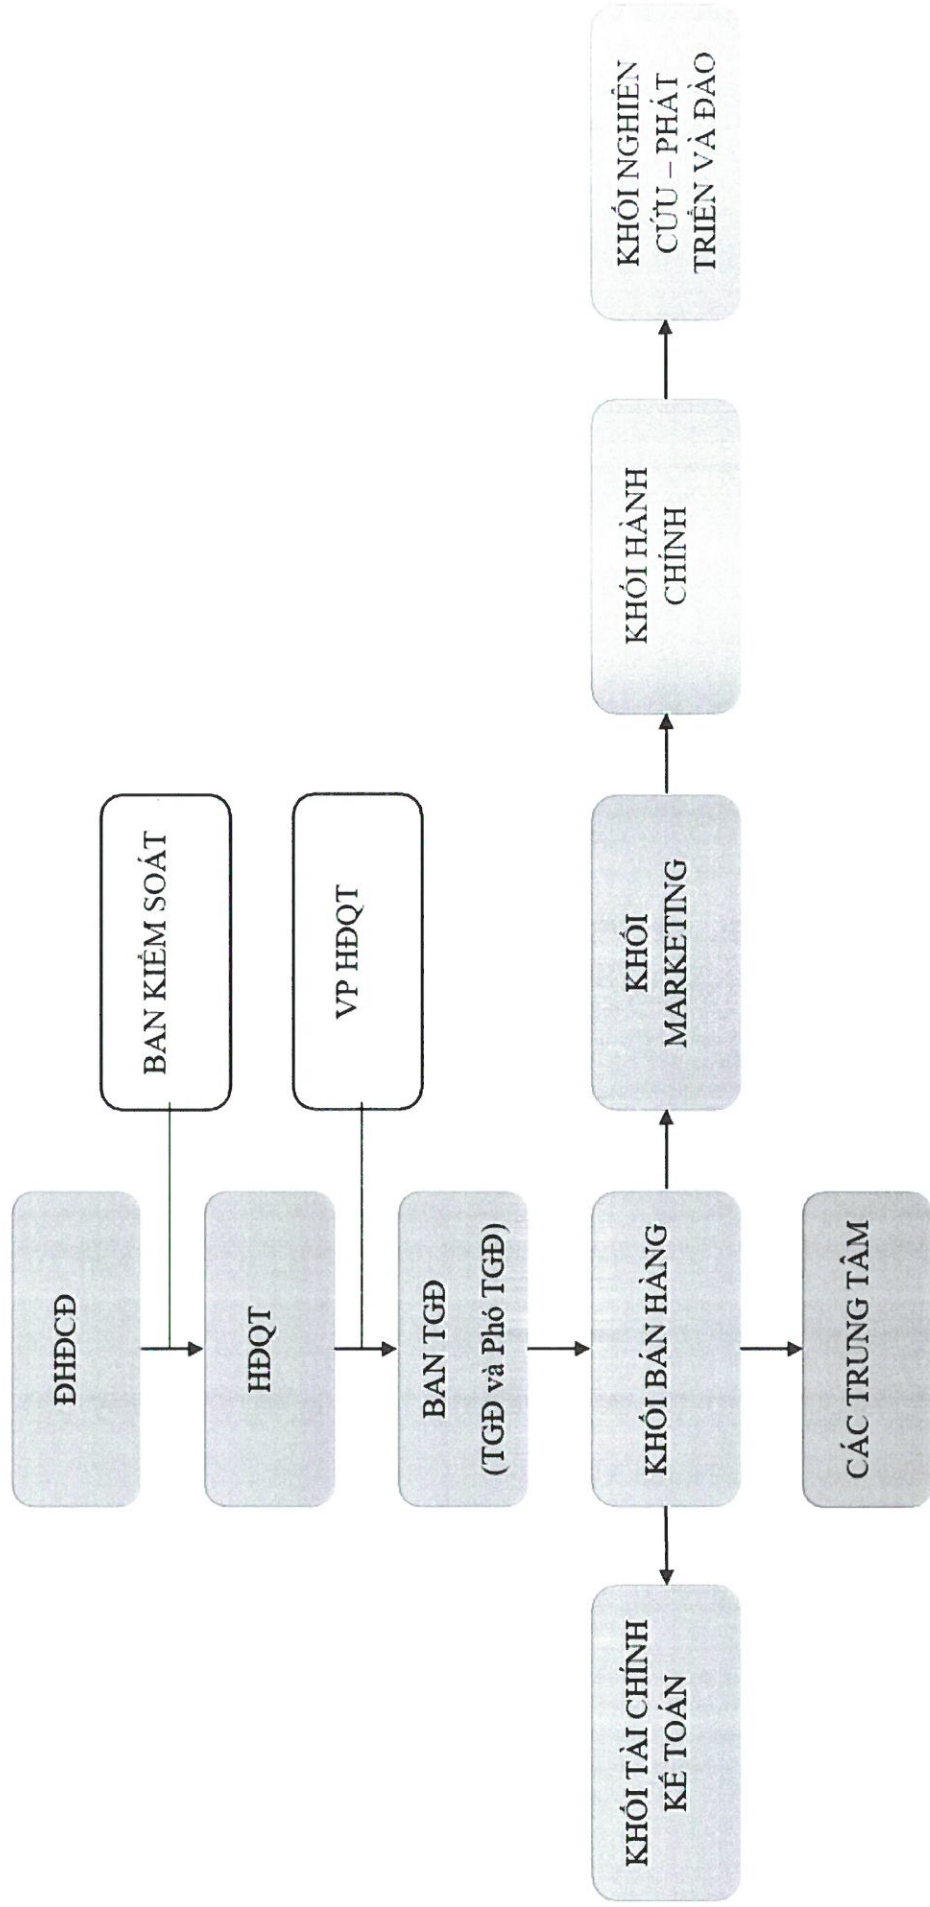 ĐHĐCĐ
BAN KIỂM SOÁT
HĐQT
VP HĐQT
BAN TGĐ
(TGĐ và Phó TGĐ)
KHỐI TÀI CHÍNH
KẾ TOÁN
KHỐI BÁN HÀNG
KHỐI
MARKETING
KHỐI HÀNH
CHÍNH
KHỐI NGHIÊN
CỨU – PHÁT
TRIỂN VÀ ĐÀO
CÁC TRUNG TÂM